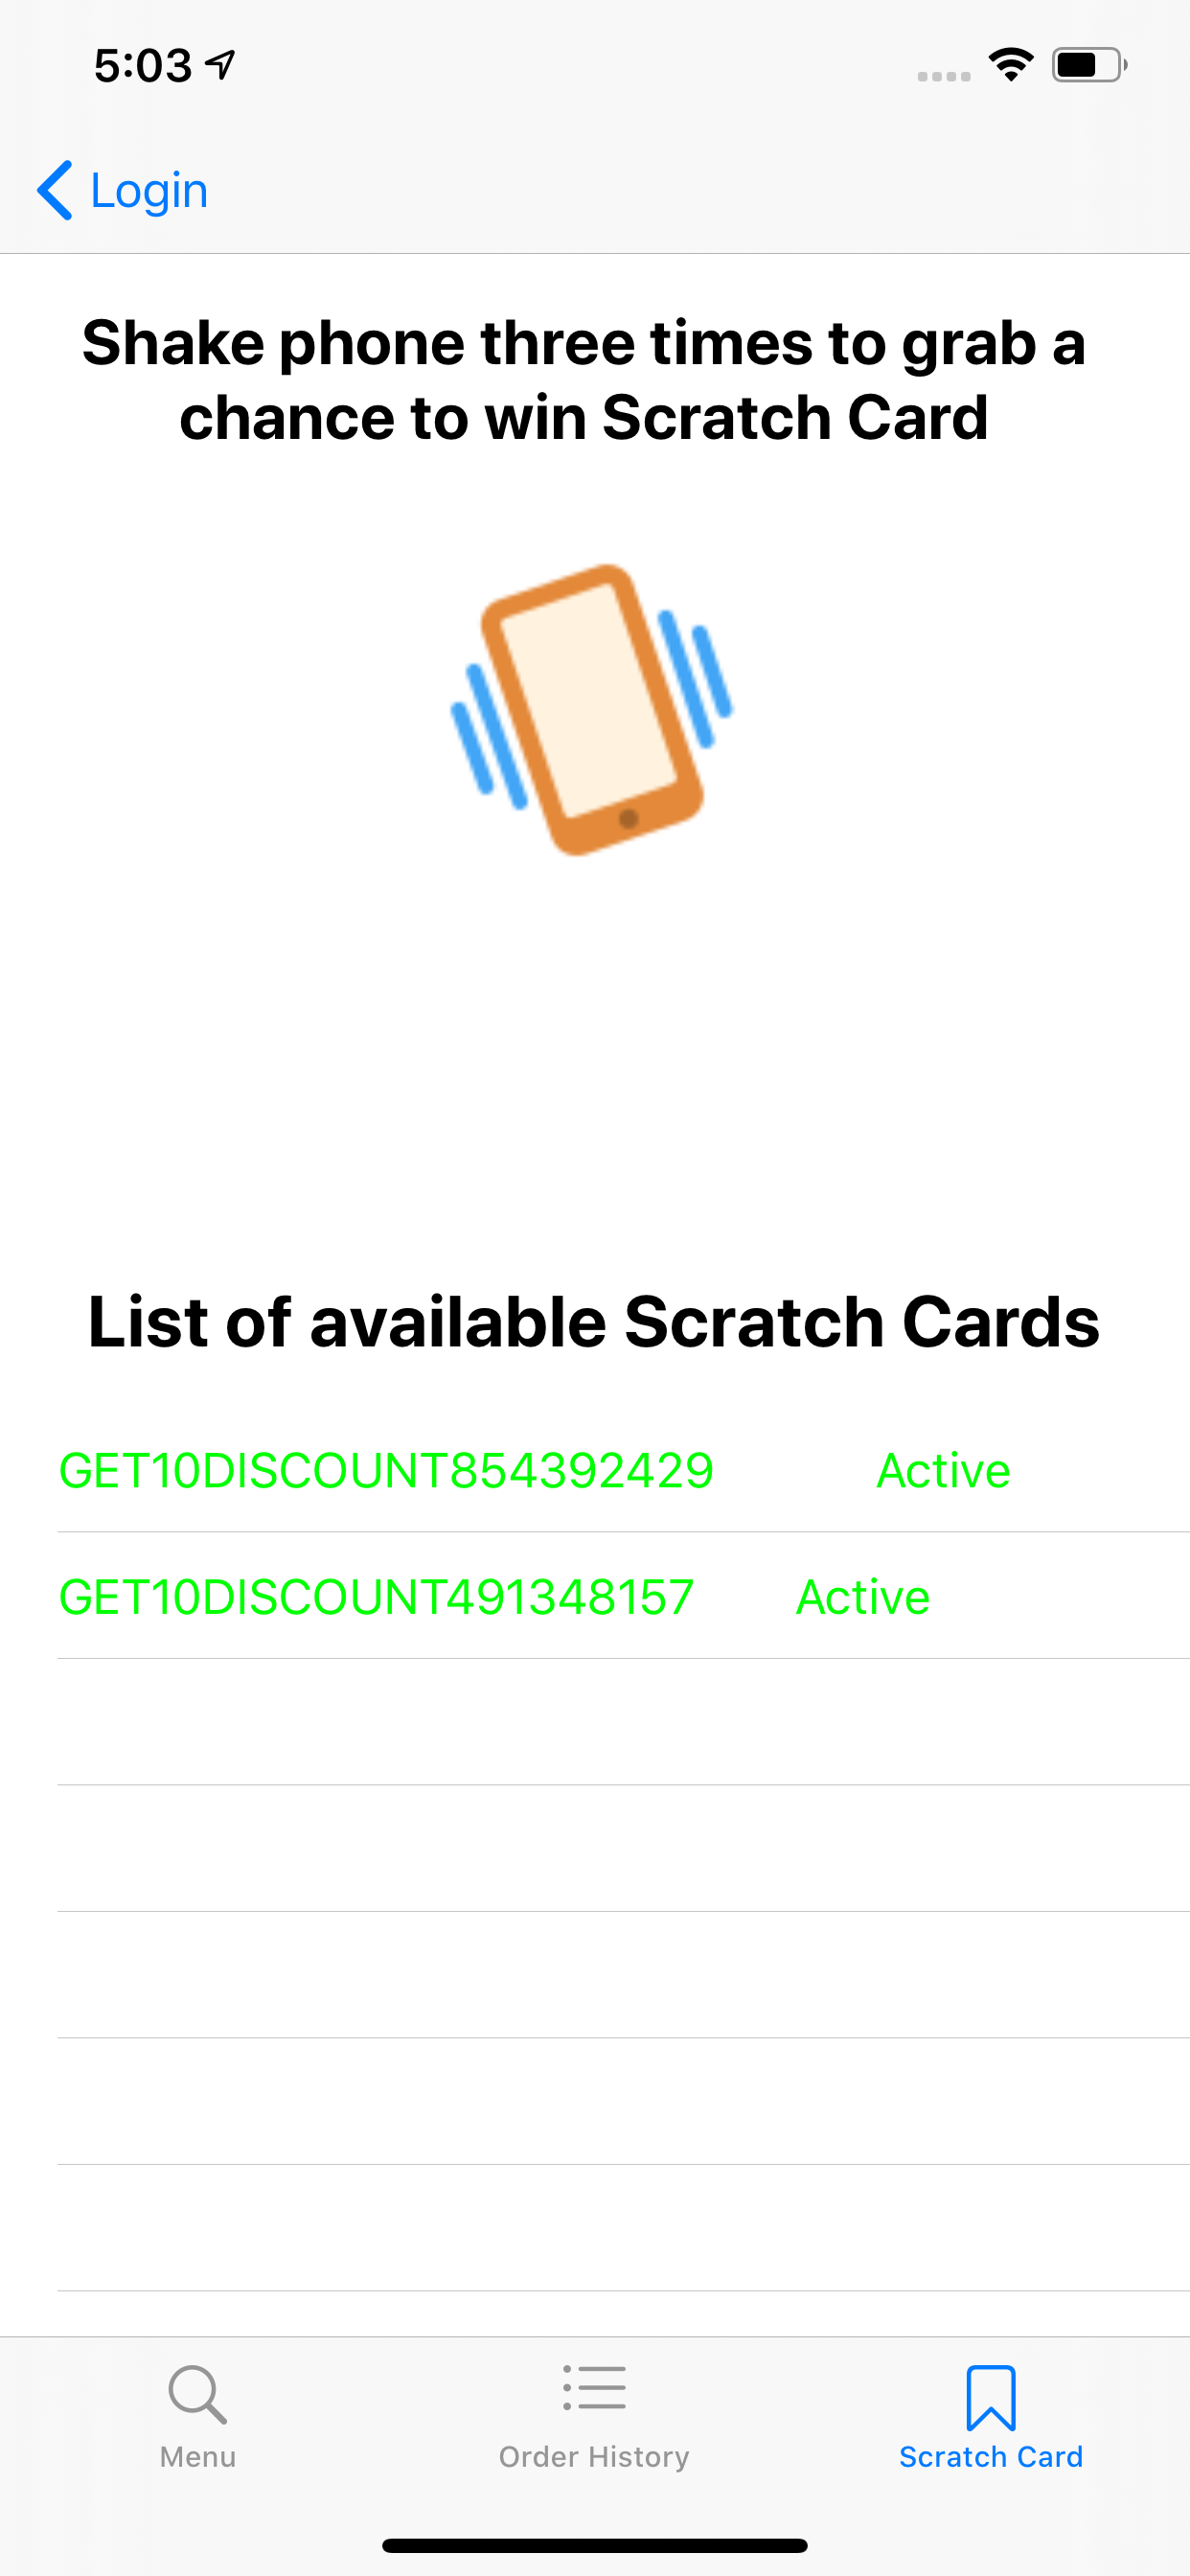 5:03
Login
Shake phone three times to grab a
chance to win Scratch Card
List of available Scratch Cards
GET10DISCOUNT854392429 Active
GET10DISCOUNT491348157 Active
Menu Order History Scratch Card